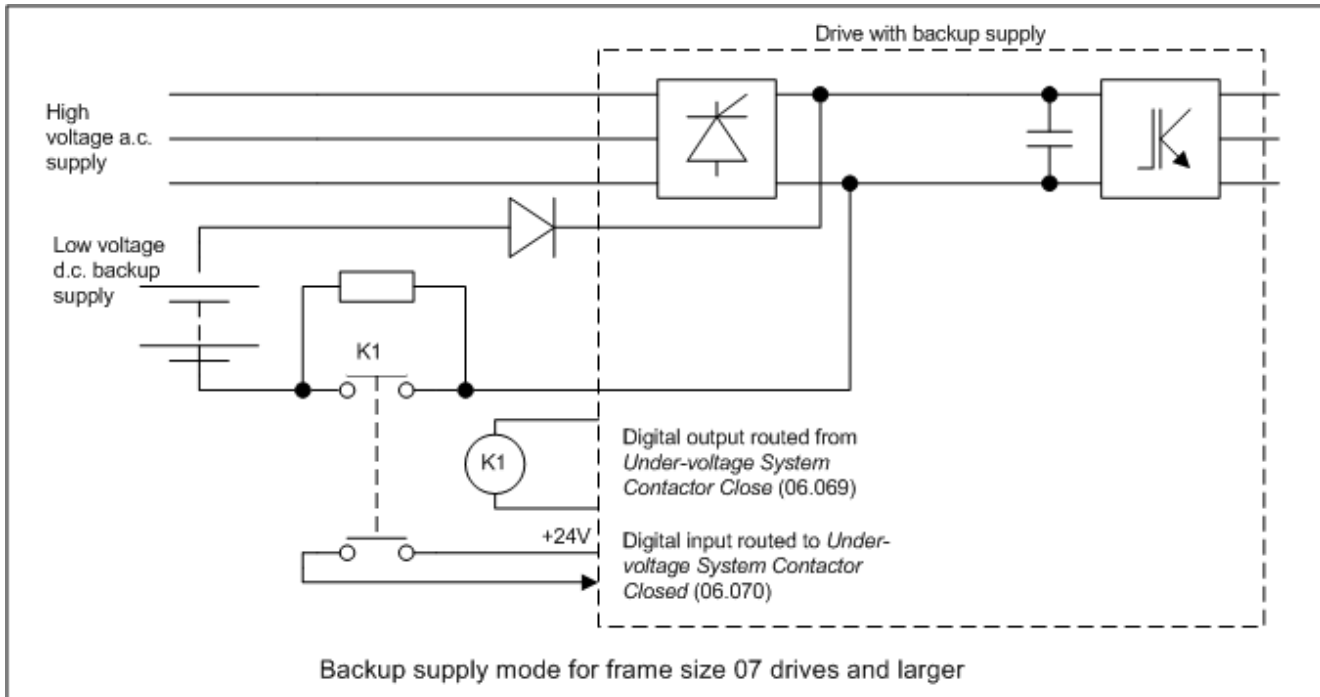 Drive with backup supply
High
voltage a.c.
supply
Low voltage
d.c. backup
supply
K1
K1
Digital output routed from
Under-voltage System
Contactor Close (06.069)
+24V
Digital input routed to Under-
voltage System Contactor
Closed (06.070)
Backup supply mode for frame size 07 drives and larger